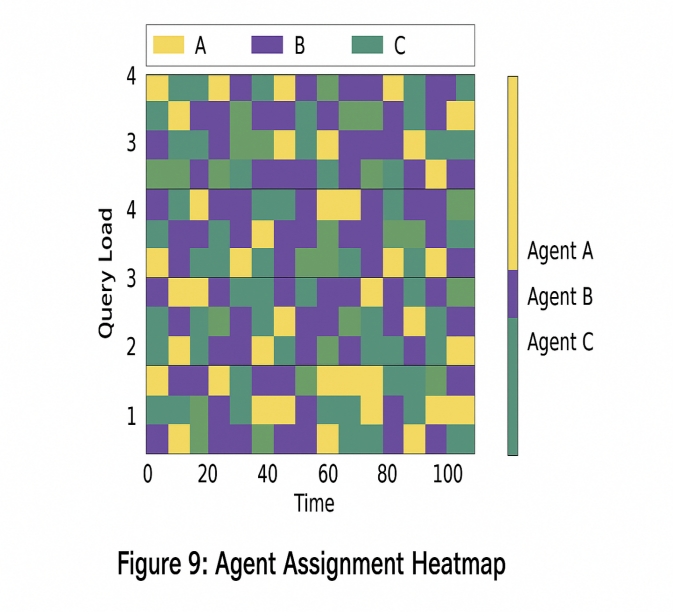 A B C
4
3
4
3
2
1
Query Load
0 20 40 60 80 100
Time
Agent A
Agent B
Agent C
Figure 9: Agent Assignment Heatmap